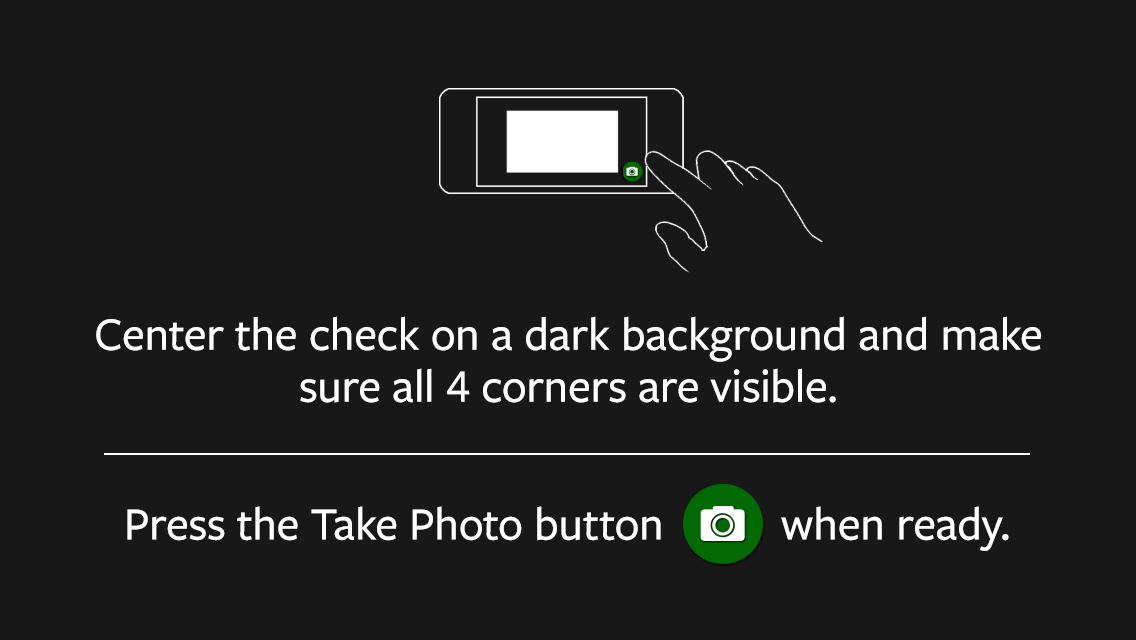 Center the check on a dark background and make
sure all 4 corners are visible.
Press the Take Photo button when ready.